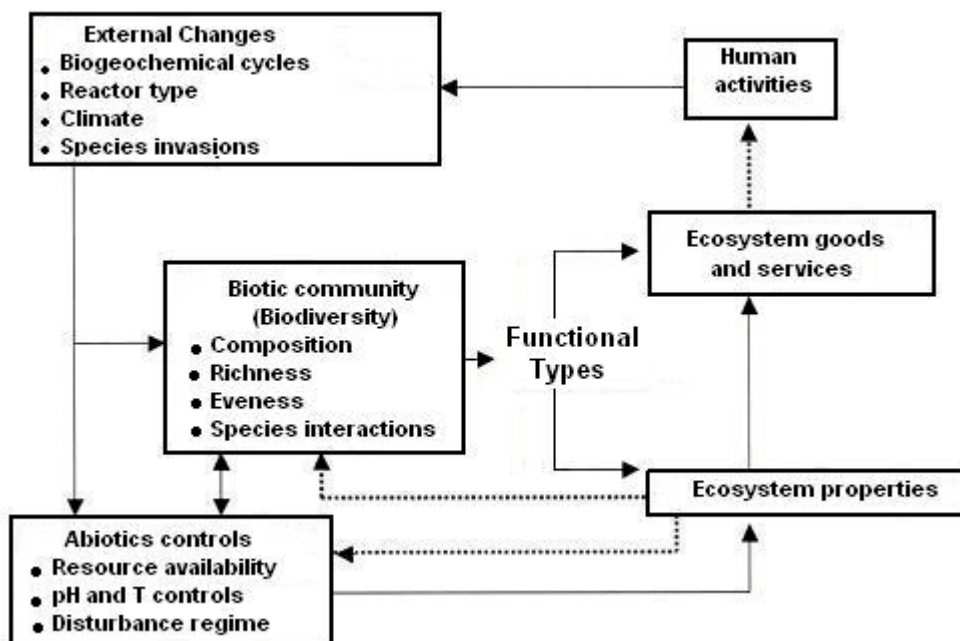 External Changes
• Biogeochemical cycles
• Reactor type
• Climate
• Species invasions
Human
activities
Ecosystem goods
and services
Biotic community
(Biodiversity)
• Composition
• Richness
• Eveness
• Species interactions
Functional
Types
Ecosystem properties
Abiotics controls
• Resource availability
• pH and T controls
• Disturbance regime